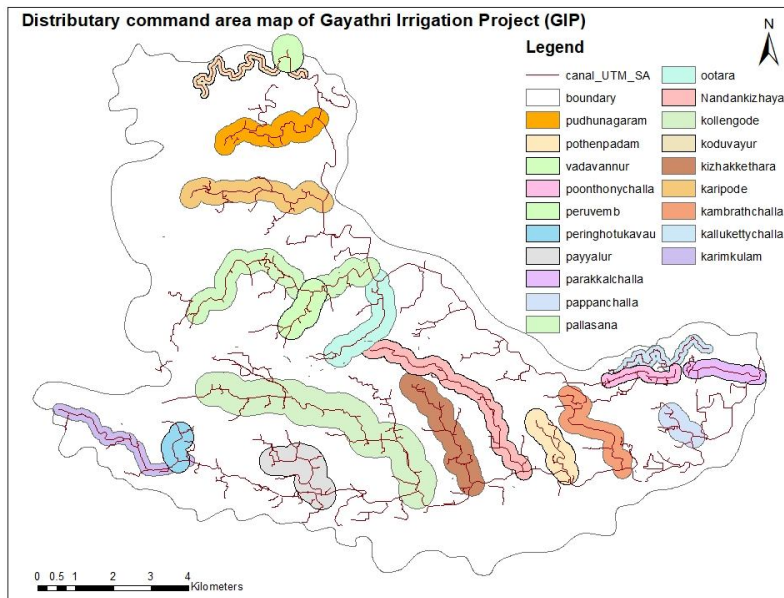 Distributary command area map of Gayathri Irrigation Project (GIP)
N
Legend
canal_UTM_SA
boundary
pudhunagaram
pothenpadam
vadavannur
poonthonychalla
peruvemb
peringhotukavau
payyalur
ootara
Nandankizhaya
kollengode
koduvayur
kizhakkethara
karipode
kambrathchalla
kallukettychalla
karimkulam
parakkalchalla
pappanchalla
pallasana
0 0.5 1 2 3 4
Kilometers